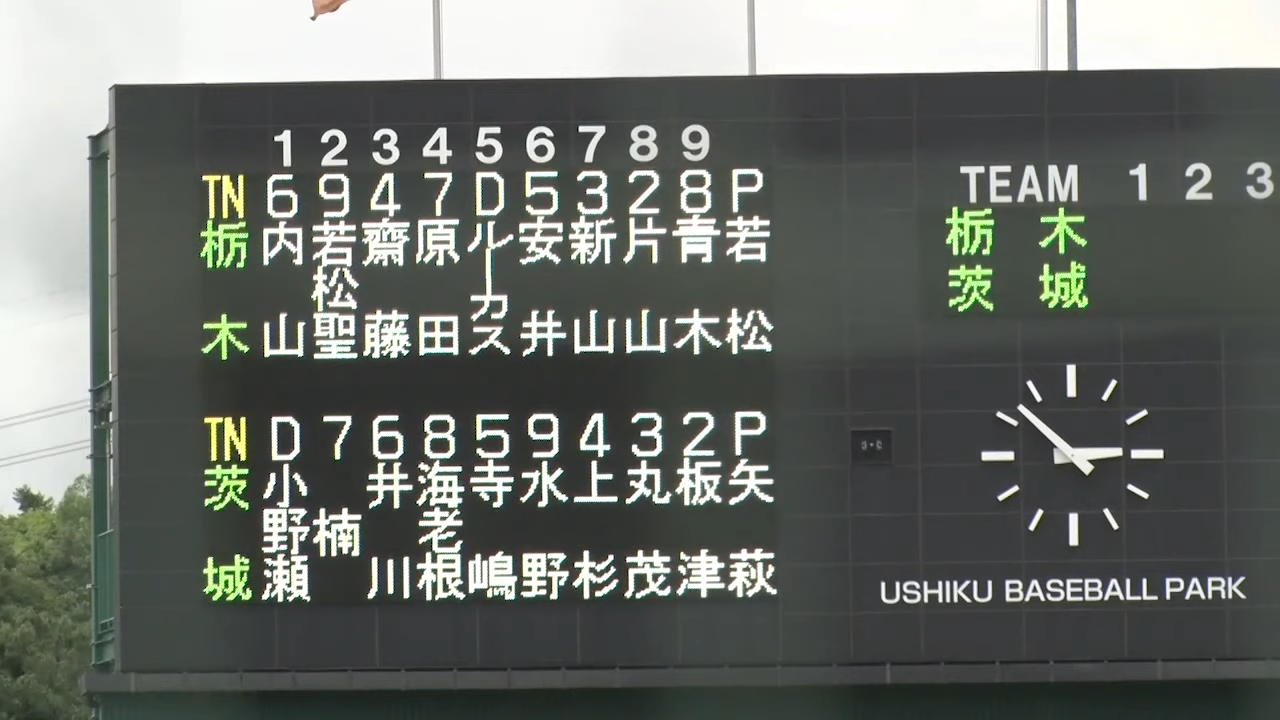 1 2 3 4 5 6 7 8 9
TN 6 9 4 7 D 5 3 2 8 P
栃木 内山 若松聖 齋藤 原田 ルーカス 安井 新山 片山 青木 若松
TN D 7 6 8 5 9 4 3 2 P
茨城 小野瀬 楠 井川 海老根 寺嶋 水野 上杉 丸茂 板津 矢萩
TEAM 1 2 3
栃木
茨城
USHIKU BASEBALL PARK